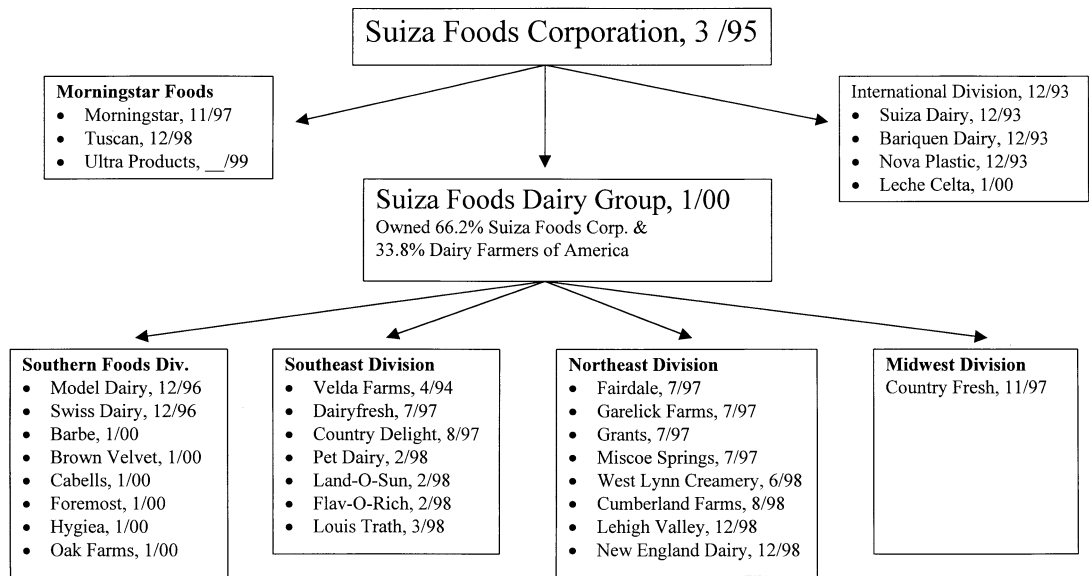 Suiza Foods Corporation, 3 /95
Morningstar Foods
• Morningstar, 11/97
• Tuscan, 12/98
• Ultra Products, __/99
International Division, 12/93
• Suiza Dairy, 12/93
• Bariquen Dairy, 12/93
• Nova Plastic, 12/93
• Leche Celta, 1/00
Suiza Foods Dairy Group, 1/00
Owned 66.2% Suiza Foods Corp. &
33.8% Dairy Farmers of America
Southern Foods Div.
• Model Dairy, 12/96
• Swiss Dairy, 12/96
• Barbe, 1/00
• Brown Velvet, 1/00
• Cabells, 1/00
• Foremost, 1/00
• Hygiea, 1/00
• Oak Farms, 1/00
Southeast Division
• Velda Farms, 4/94
• Dairyfresh, 7/97
• Country Delight, 8/97
• Pet Dairy, 2/98
• Land-O-Sun, 2/98
• Flav-O-Rich, 2/98
• Louis Trath, 3/98
Northeast Division
• Fairdale, 7/97
• Garelick Farms, 7/97
• Grants, 7/97
• Miscoe Springs, 7/97
• West Lynn Creamery, 6/98
• Cumberland Farms, 8/98
• Lehigh Valley, 12/98
• New England Dairy, 12/98
Midwest Division
Country Fresh, 11/97